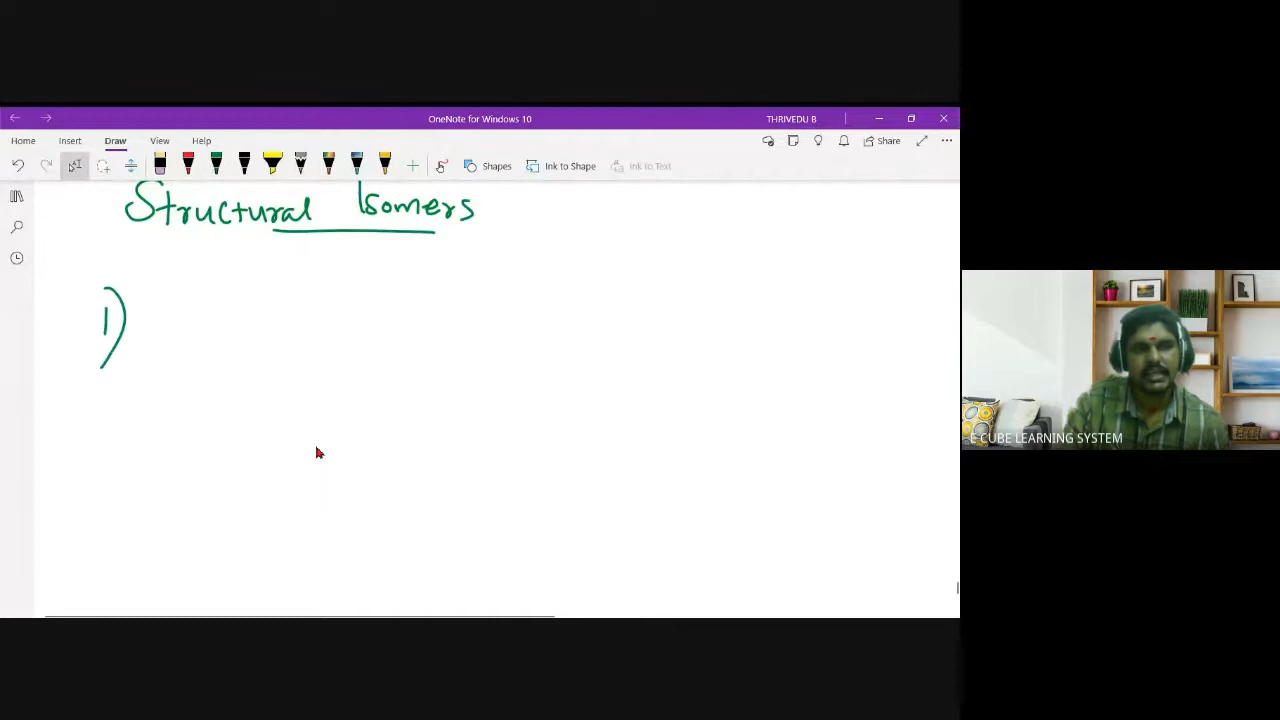 OneNote for Windows 10
THRIVEDU B
Home Insert Draw View Help
Share
Shapes Ink to Shape Ink to Text
Structural Isomers
1)
E CUBE LEARNING SYSTEM